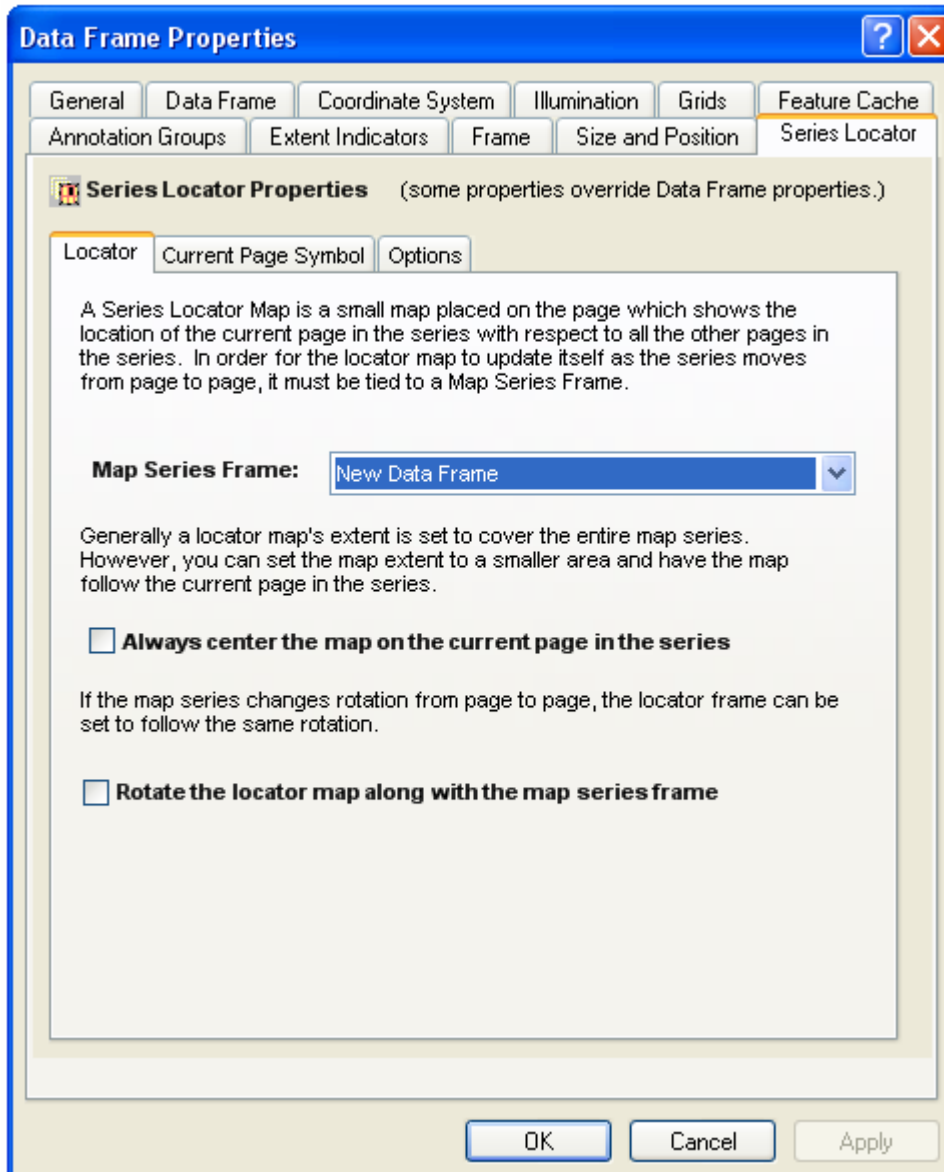 Data Frame Properties
General Data Frame Coordinate System Illumination Grids Feature Cache
Annotation Groups Extent Indicators Frame Size and Position Series Locator
Series Locator Properties (some properties override Data Frame properties.)
Locator Current Page Symbol Options
A Series Locator Map is a small map placed on the page which shows the
location of the current page in the series with respect to all the other pages in
the series. In order for the locator map to update itself as the series moves
from page to page, it must be tied to a Map Series Frame.
Map Series Frame: New Data Frame
Generally a locator map's extent is set to cover the entire map series.
However, you can set the map extent to a smaller area and have the map
follow the current page in the series.
Always center the map on the current page in the series
If the map series changes rotation from page to page, the locator frame can be
set to follow the same rotation.
Rotate the locator map along with the map series frame
OK Cancel Apply